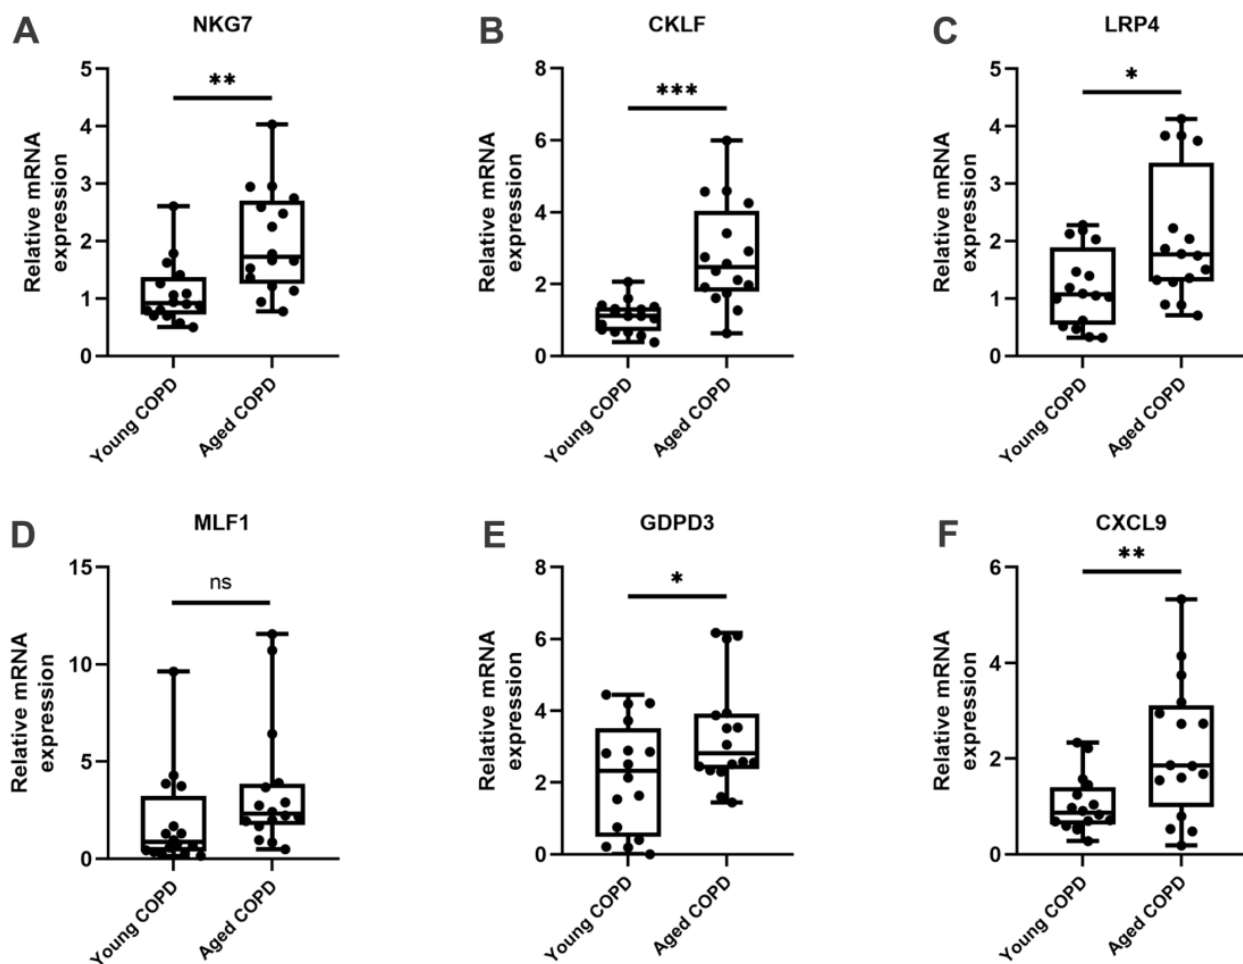 A
NKG7
Relative mRNA
expression
5
4
3
2
1
0
**
Young COPD
Aged COPD
B
CKLF
Relative mRNA
expression
8
6
4
2
0
***
Young COPD
Aged COPD
C
LRP4
Relative mRNA
expression
5
4
3
2
1
0
*
Young COPD
Aged COPD
D
MLF1
Relative mRNA
expression
15
10
5
0
ns
Young COPD
Aged COPD
E
GDPD3
Relative mRNA
expression
8
6
4
2
0
*
Young COPD
Aged COPD
F
CXCL9
Relative mRNA
expression
6
4
2
0
**
Young COPD
Aged COPD